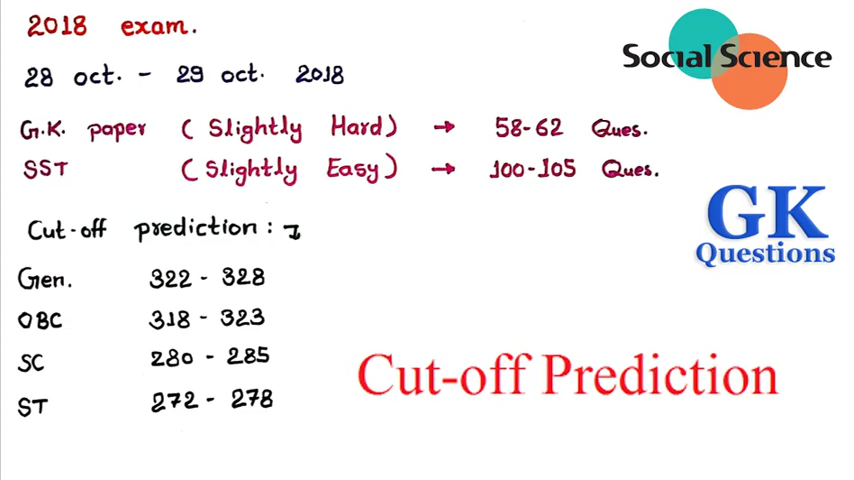 2018 exam.
28 oct. - 29 oct. 2018
G.K. paper (Slightly Hard) → 58-62 Ques.
SST (Slightly Easy) → 100-105 Ques.
Cut-off prediction :-
Gen. 322 - 328
OBC 318 - 323
SC 280 - 285
ST 272 - 278
Social Science
GK
Questions
Cut-off Prediction